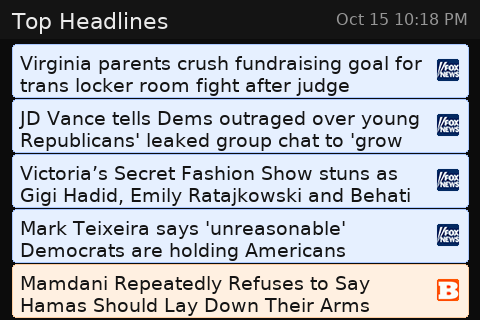 Top Headlines
Oct 15 10:18 PM
Virginia parents crush fundraising goal for
trans locker room fight after judge
FOX
NEWS
JD Vance tells Dems outraged over young
Republicans' leaked group chat to 'grow
FOX
NEWS
Victoria’s Secret Fashion Show stuns as
Gigi Hadid, Emily Ratajkowski and Behati
FOX
NEWS
Mark Teixeira says 'unreasonable'
Democrats are holding Americans
FOX
NEWS
Mamdani Repeatedly Refuses to Say
Hamas Should Lay Down Their Arms
B